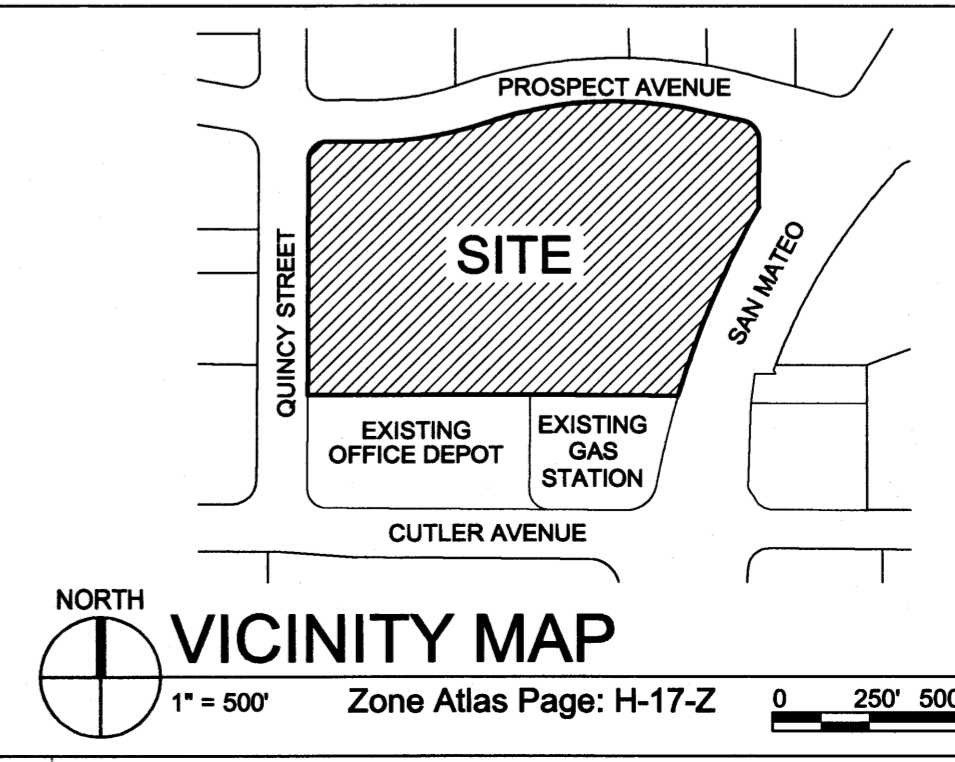 PROSPECT AVENUE
SITE
QUINCY STREET
SAN MATEO
EXISTING
OFFICE DEPOT
EXISTING
GAS
STATION
CUTLER AVENUE
NORTH
VICINITY MAP
1" = 500'
Zone Atlas Page: H-17-Z
0 250' 500